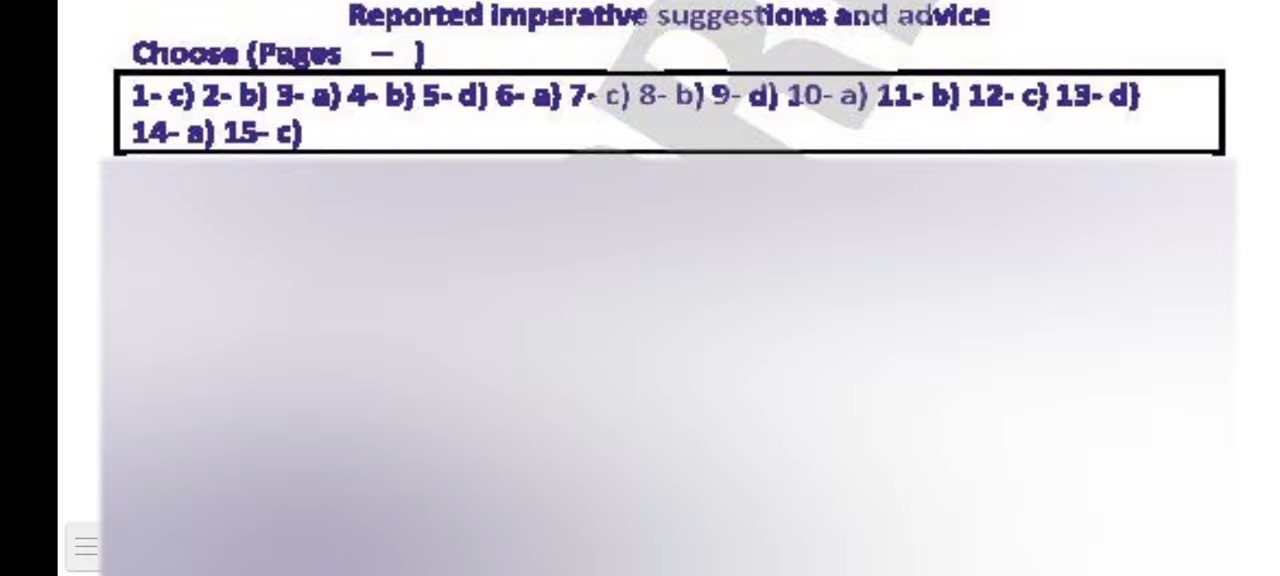 Reported imperative suggestions and advice
Choose (Pages – )
1- c) 2- b) 3- a) 4- b) 5- d) 6- a) 7- c) 8- b) 9- d) 10- a) 11- b) 12- c) 13- d)
14- a) 15- c)